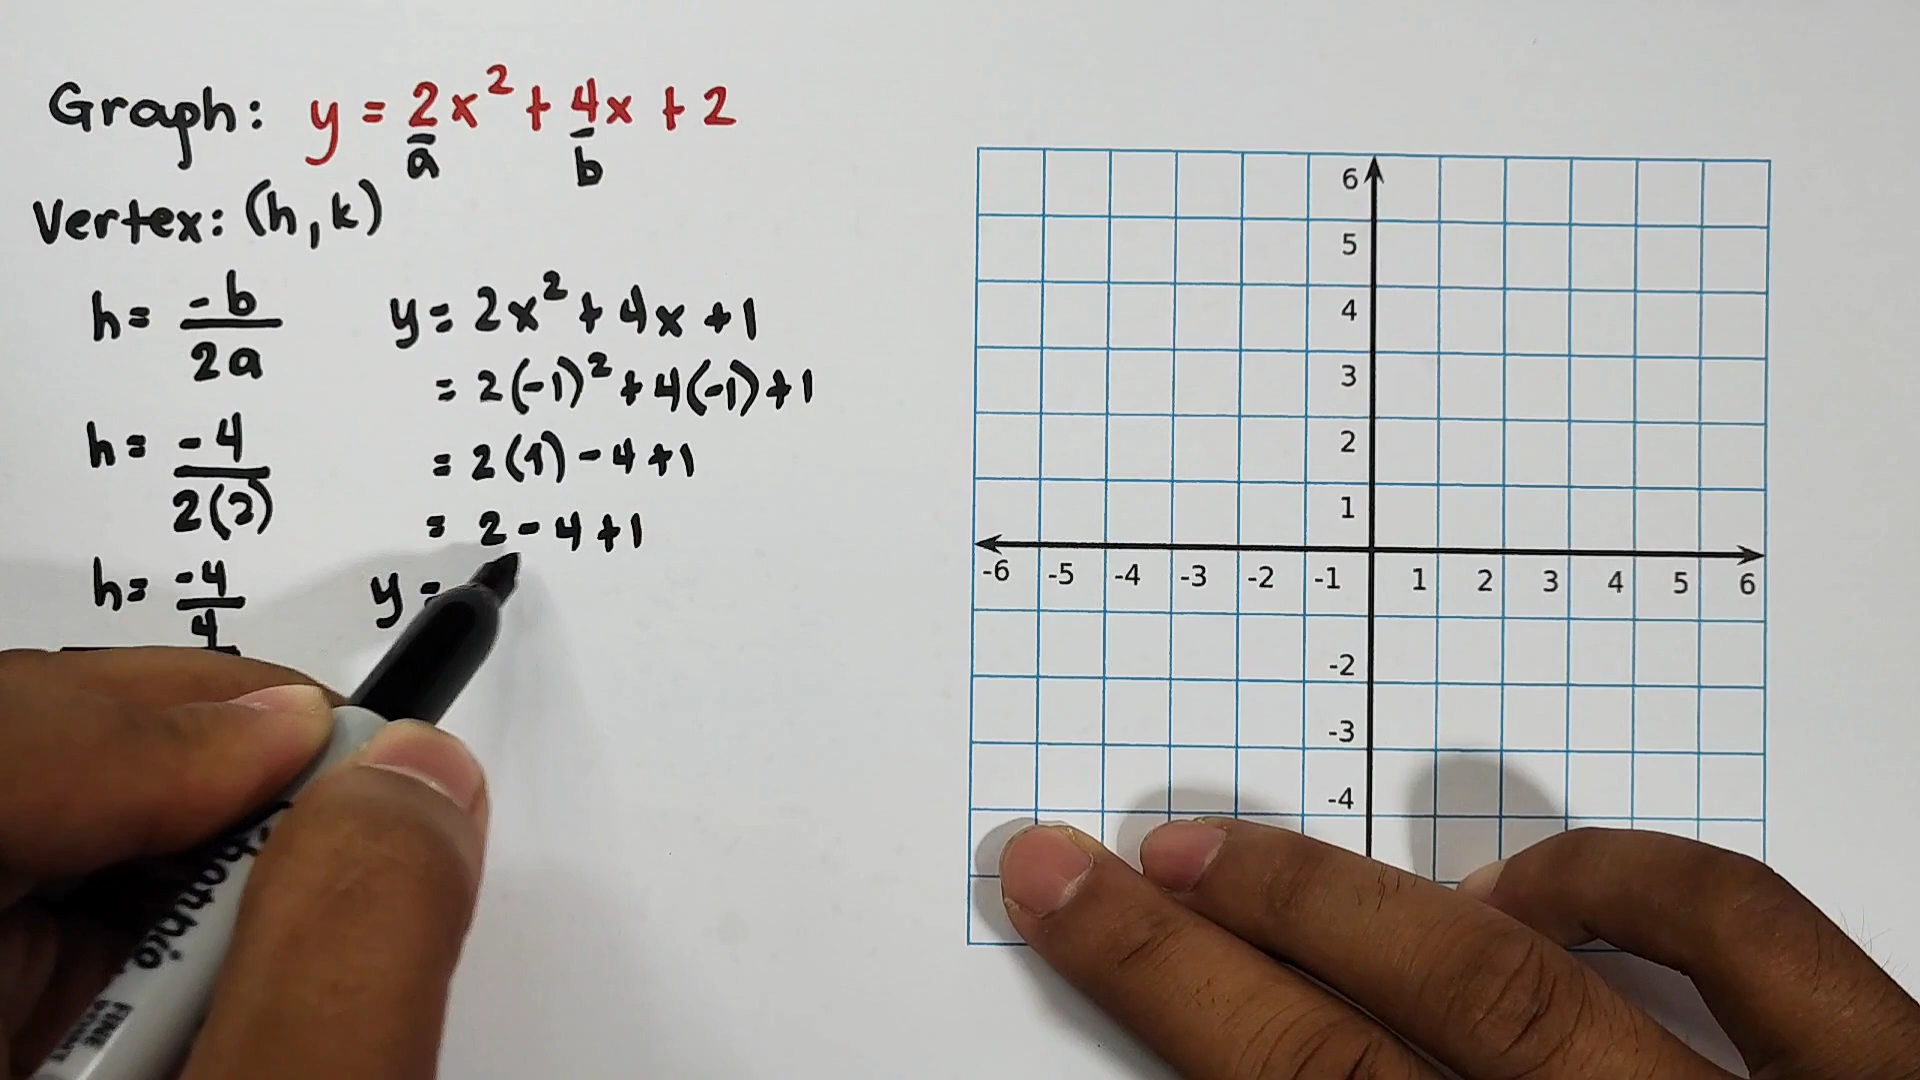 Graph: y = 2x² + 4x + 2
a b
Vertex: (h, k)
h = -b / 2a
h = -4 / 2(2)
h = -4 / 4
y = 2x² + 4x + 1
= 2(-1)² + 4(-1) + 1
= 2(1) - 4 + 1
= 2 - 4 + 1
y =
6
5
4
3
2
1
-6 -5 -4 -3 -2 -1 1 2 3 4 5 6
-2
-3
-4
Sharpie
FINE